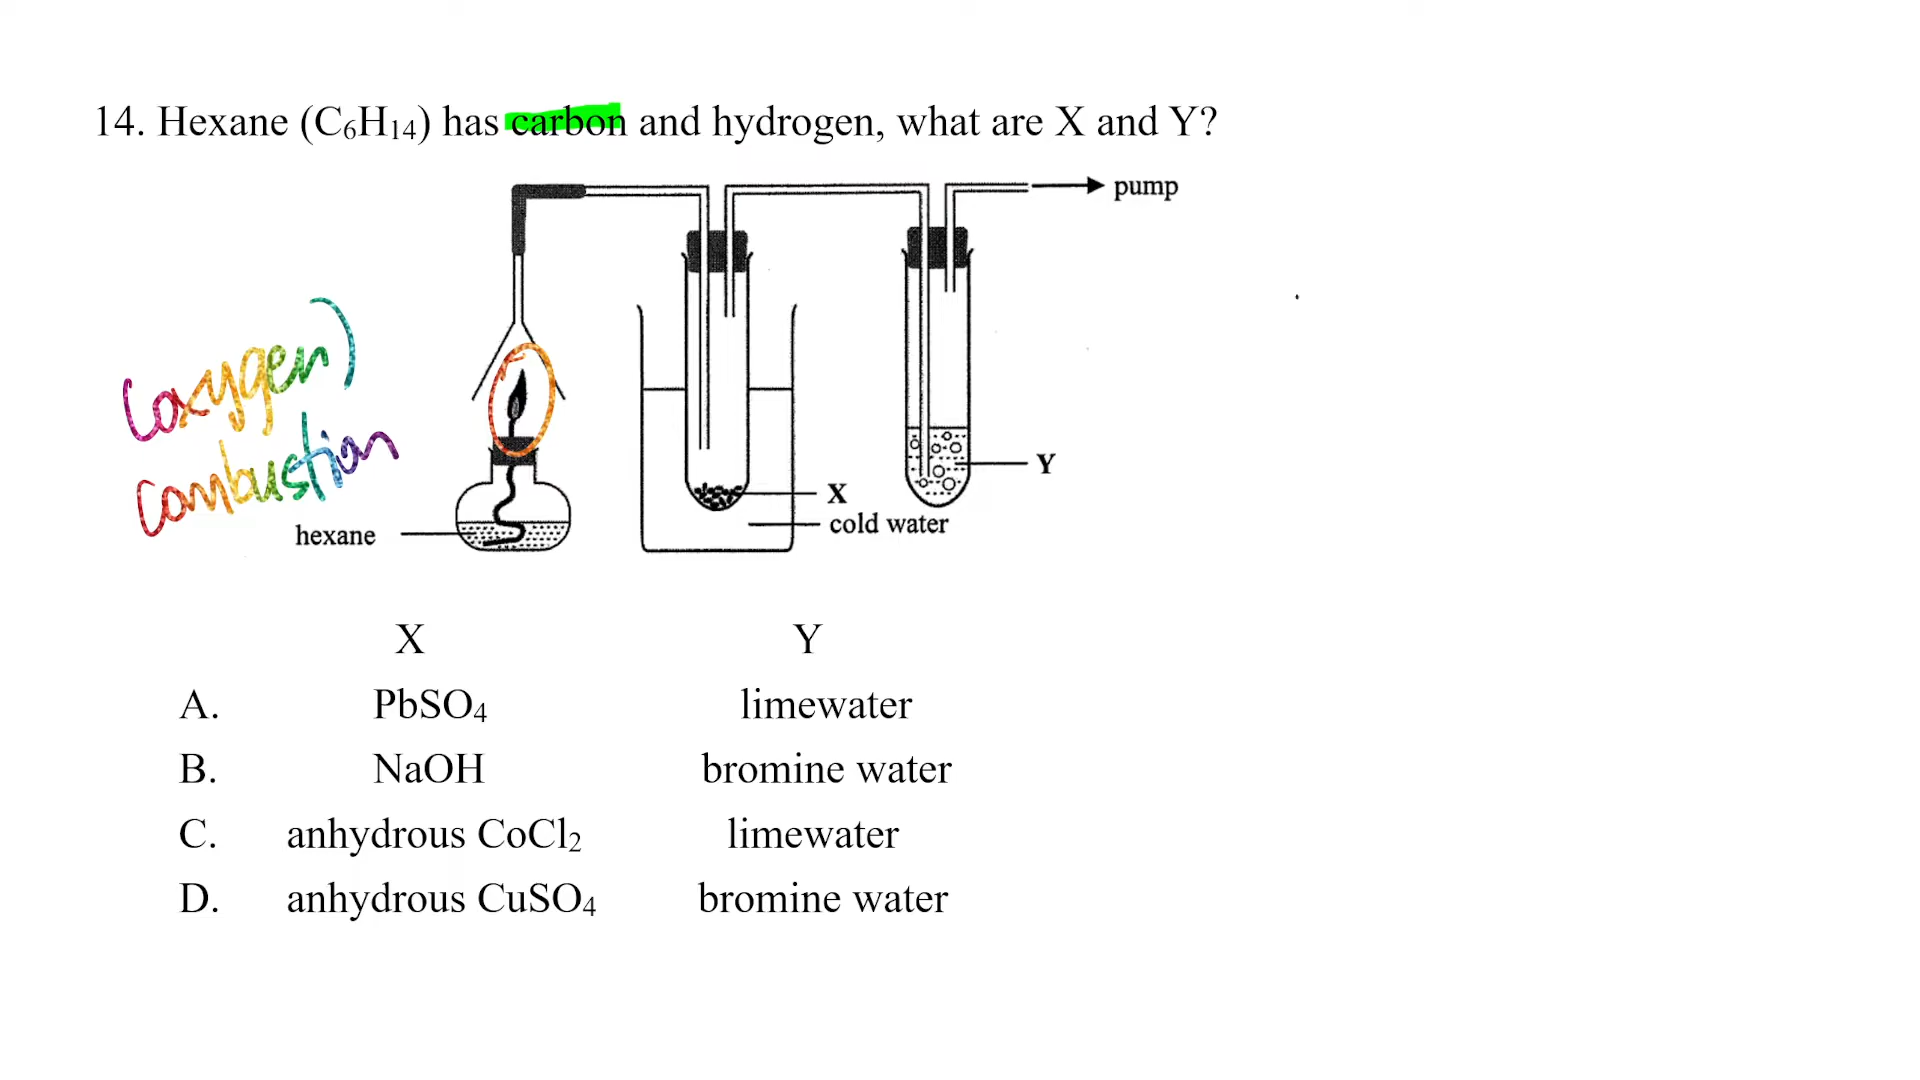 14. Hexane (C₆H₁₄) has carbon and hydrogen, what are X and Y?
pump
(oxygen)
combustion
Y
X
cold water
hexane
X Y
A. PbSO₄ limewater
B. NaOH bromine water
C. anhydrous CoCl₂ limewater
D. anhydrous CuSO₄ bromine water